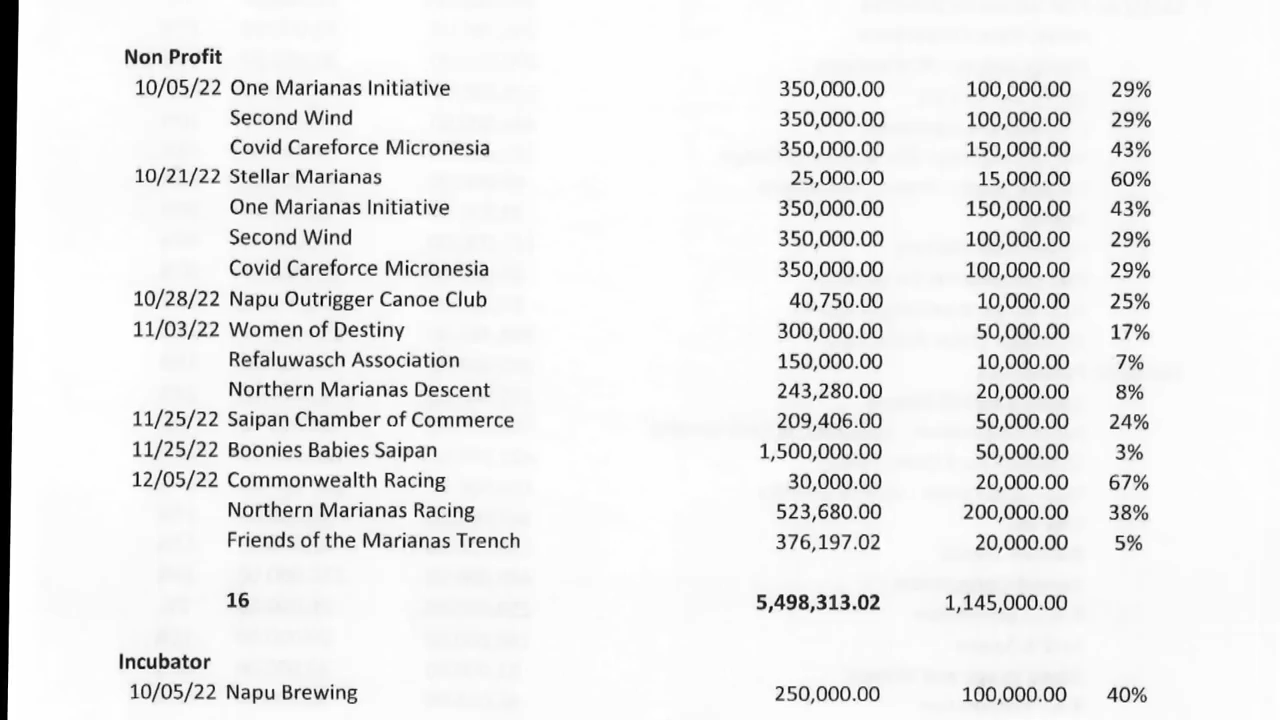 Non Profit
10/05/22 One Marianas Initiative 350,000.00 100,000.00 29%
Second Wind 350,000.00 100,000.00 29%
Covid Careforce Micronesia 350,000.00 150,000.00 43%
10/21/22 Stellar Marianas 25,000.00 15,000.00 60%
One Marianas Initiative 350,000.00 150,000.00 43%
Second Wind 350,000.00 100,000.00 29%
Covid Careforce Micronesia 350,000.00 100,000.00 29%
10/28/22 Napu Outrigger Canoe Club 40,750.00 10,000.00 25%
11/03/22 Women of Destiny 300,000.00 50,000.00 17%
Refaluwasch Association 150,000.00 10,000.00 7%
Northern Marianas Descent 243,280.00 20,000.00 8%
11/25/22 Saipan Chamber of Commerce 209,406.00 50,000.00 24%
11/25/22 Boonies Babies Saipan 1,500,000.00 50,000.00 3%
12/05/22 Commonwealth Racing 30,000.00 20,000.00 67%
Northern Marianas Racing 523,680.00 200,000.00 38%
Friends of the Marianas Trench 376,197.02 20,000.00 5%
16 5,498,313.02 1,145,000.00
Incubator
10/05/22 Napu Brewing 250,000.00 100,000.00 40%